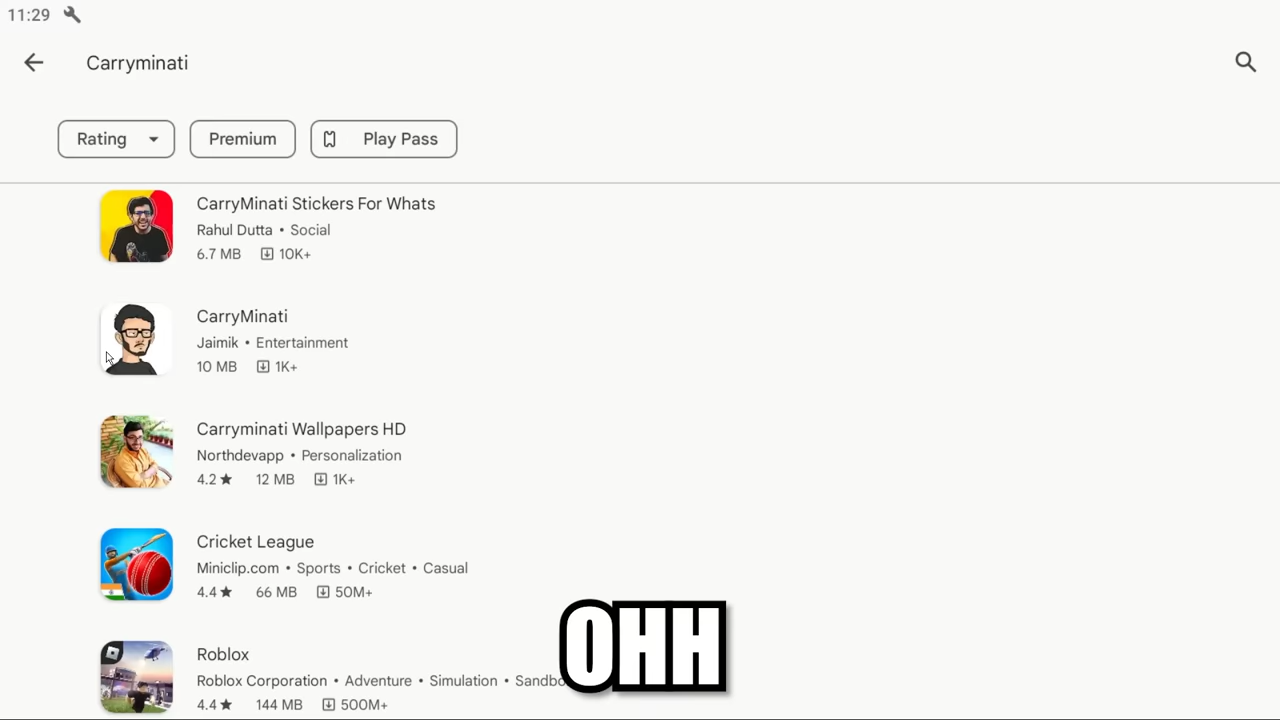 11:29
Carryminati
Rating
Premium
Play Pass
CarryMinati Stickers For Whats
Rahul Dutta • Social
6.7 MB 10K+
CarryMinati
Jaimik • Entertainment
10 MB 1K+
Carryminati Wallpapers HD
Northdevapp • Personalization
4.2★ 12 MB 1K+
Cricket League
Miniclip.com • Sports • Cricket • Casual
4.4★ 66 MB 50M+
Roblox
Roblox Corporation • Adventure • Simulation • Sandbo
4.4★ 144 MB 500M+
OHH